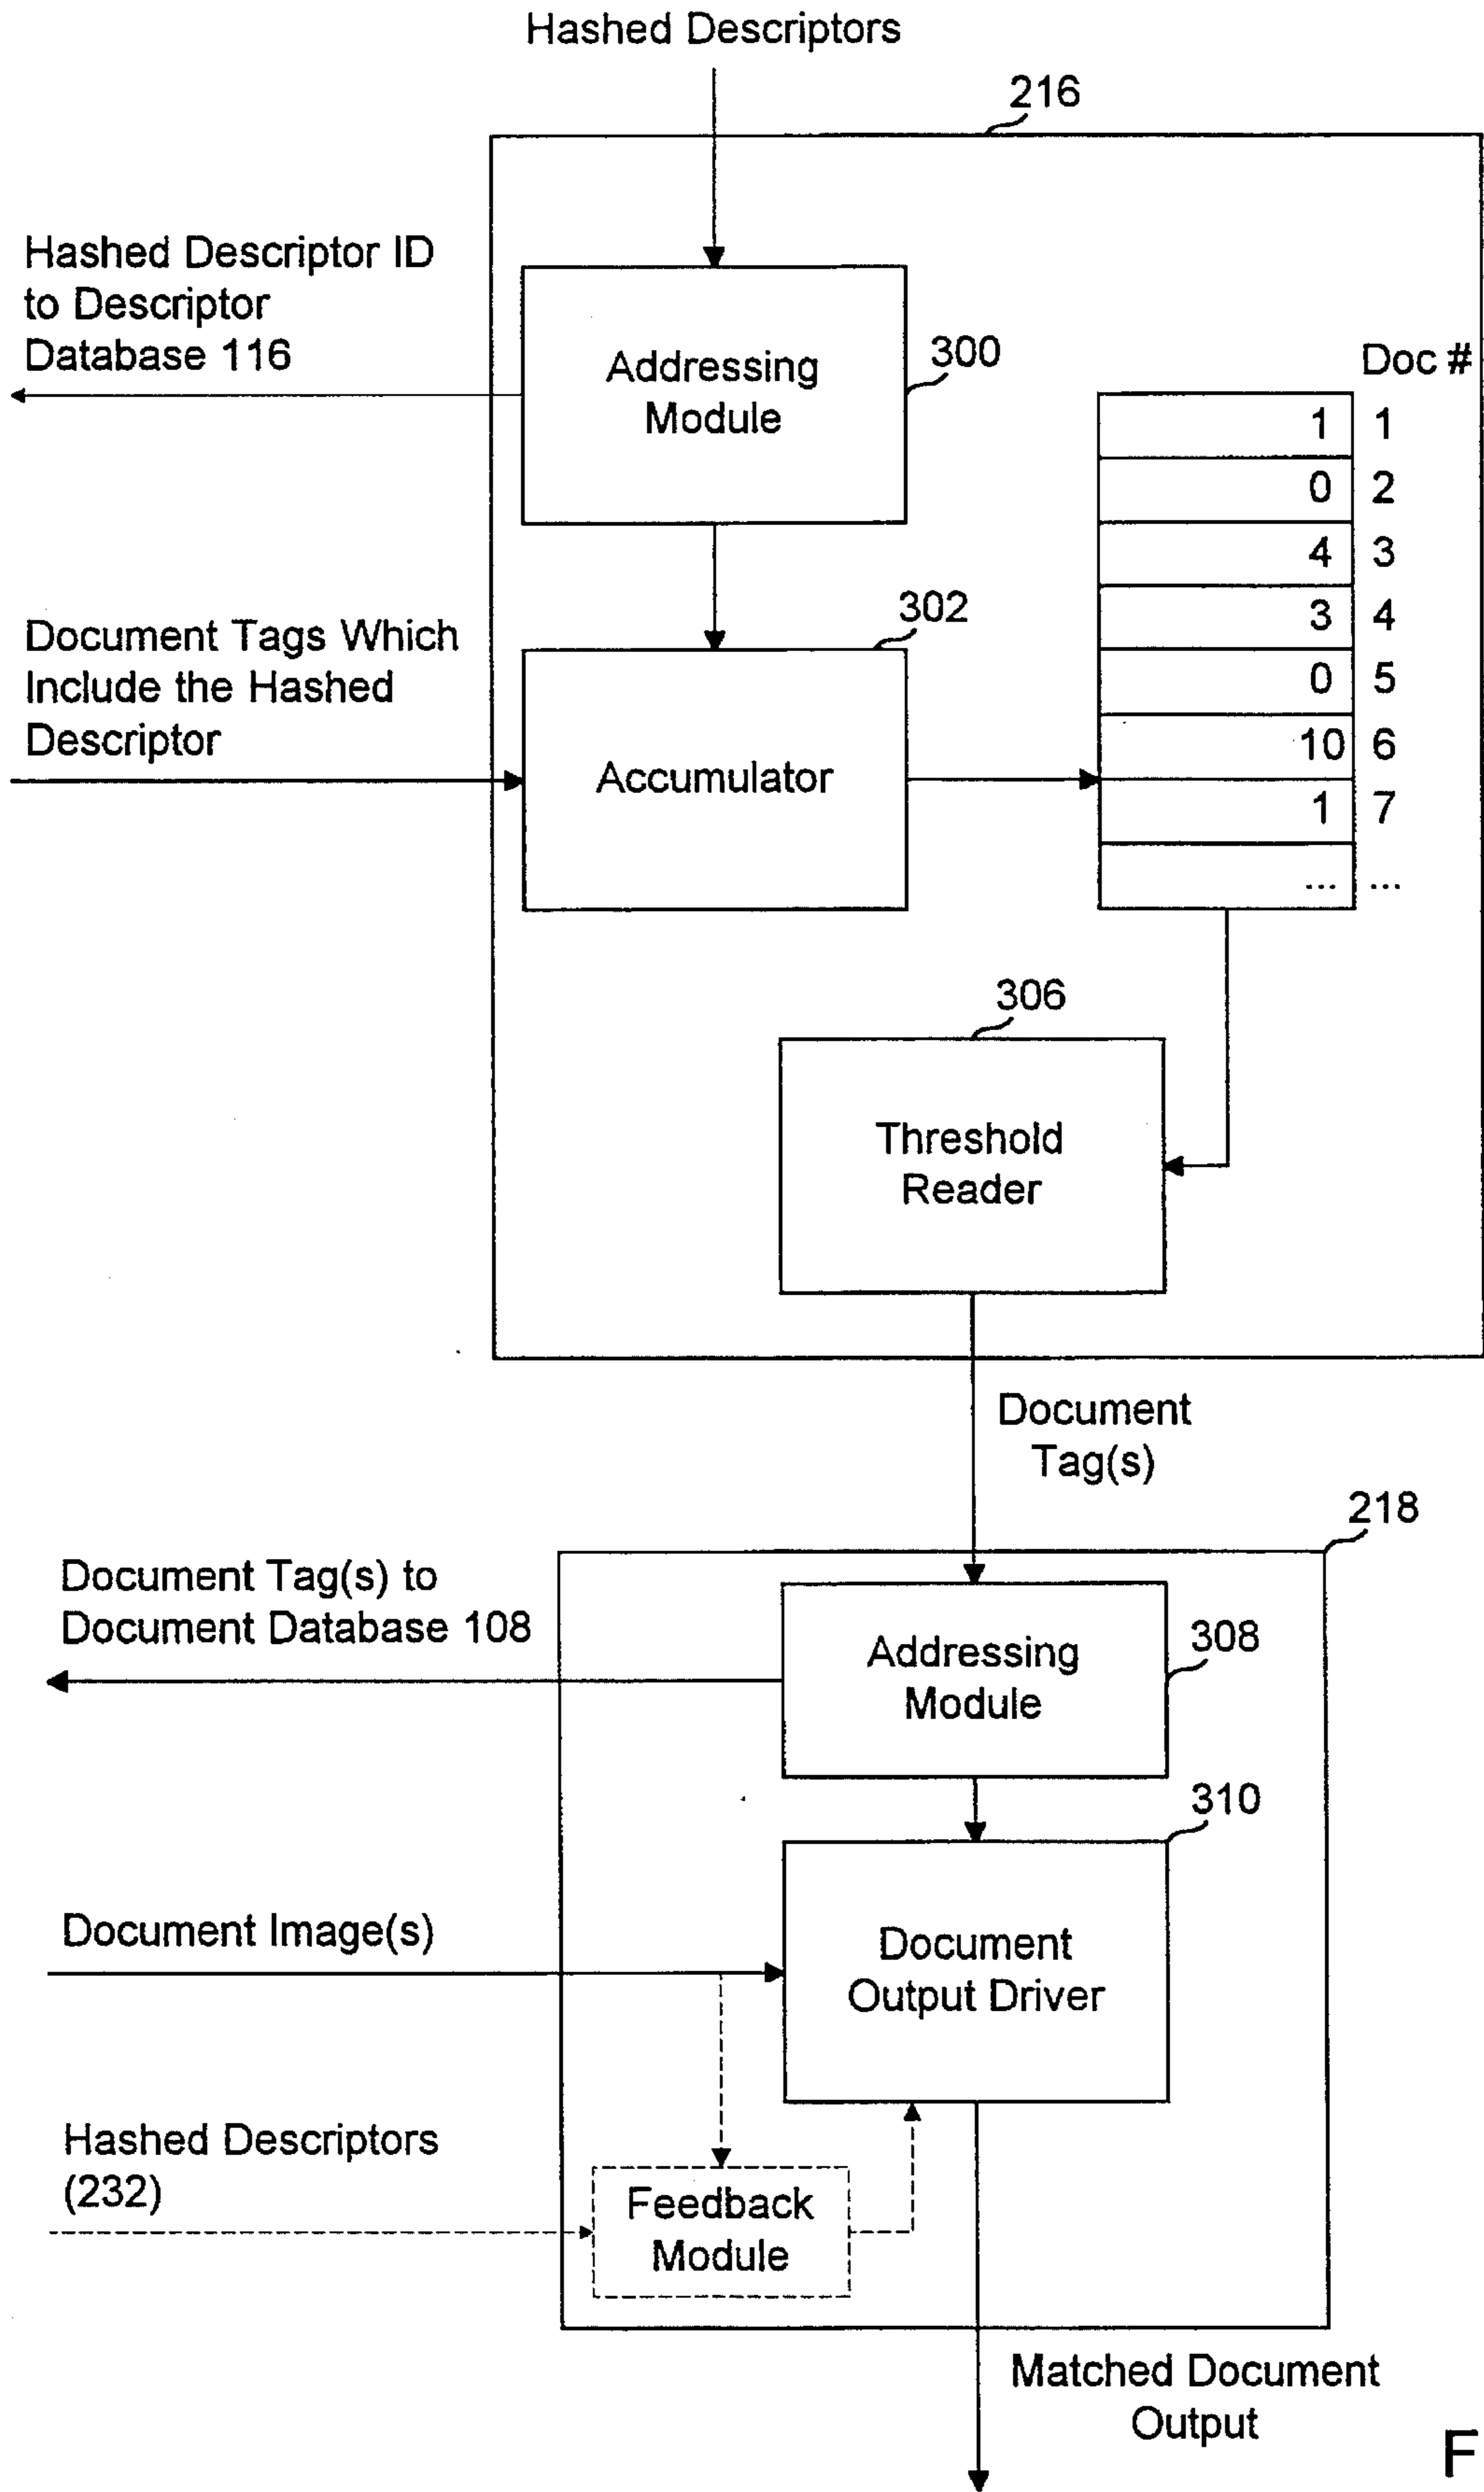 Hashed Descriptors
216
Hashed Descriptor ID
to Descriptor
Database 116
Addressing
Module
300
Doc #
1 1
0 2
4 3
3 4
0 5
10 6
1 7
... ...
Document Tags Which
Include the Hashed
Descriptor
302
Accumulator
306
Threshold
Reader
Document
Tag(s)
218
Document Tag(s) to
Document Database 108
Addressing
Module
308
310
Document Image(s)
Document
Output Driver
Hashed Descriptors
(232)
Feedback
Module
Matched Document
Output
F